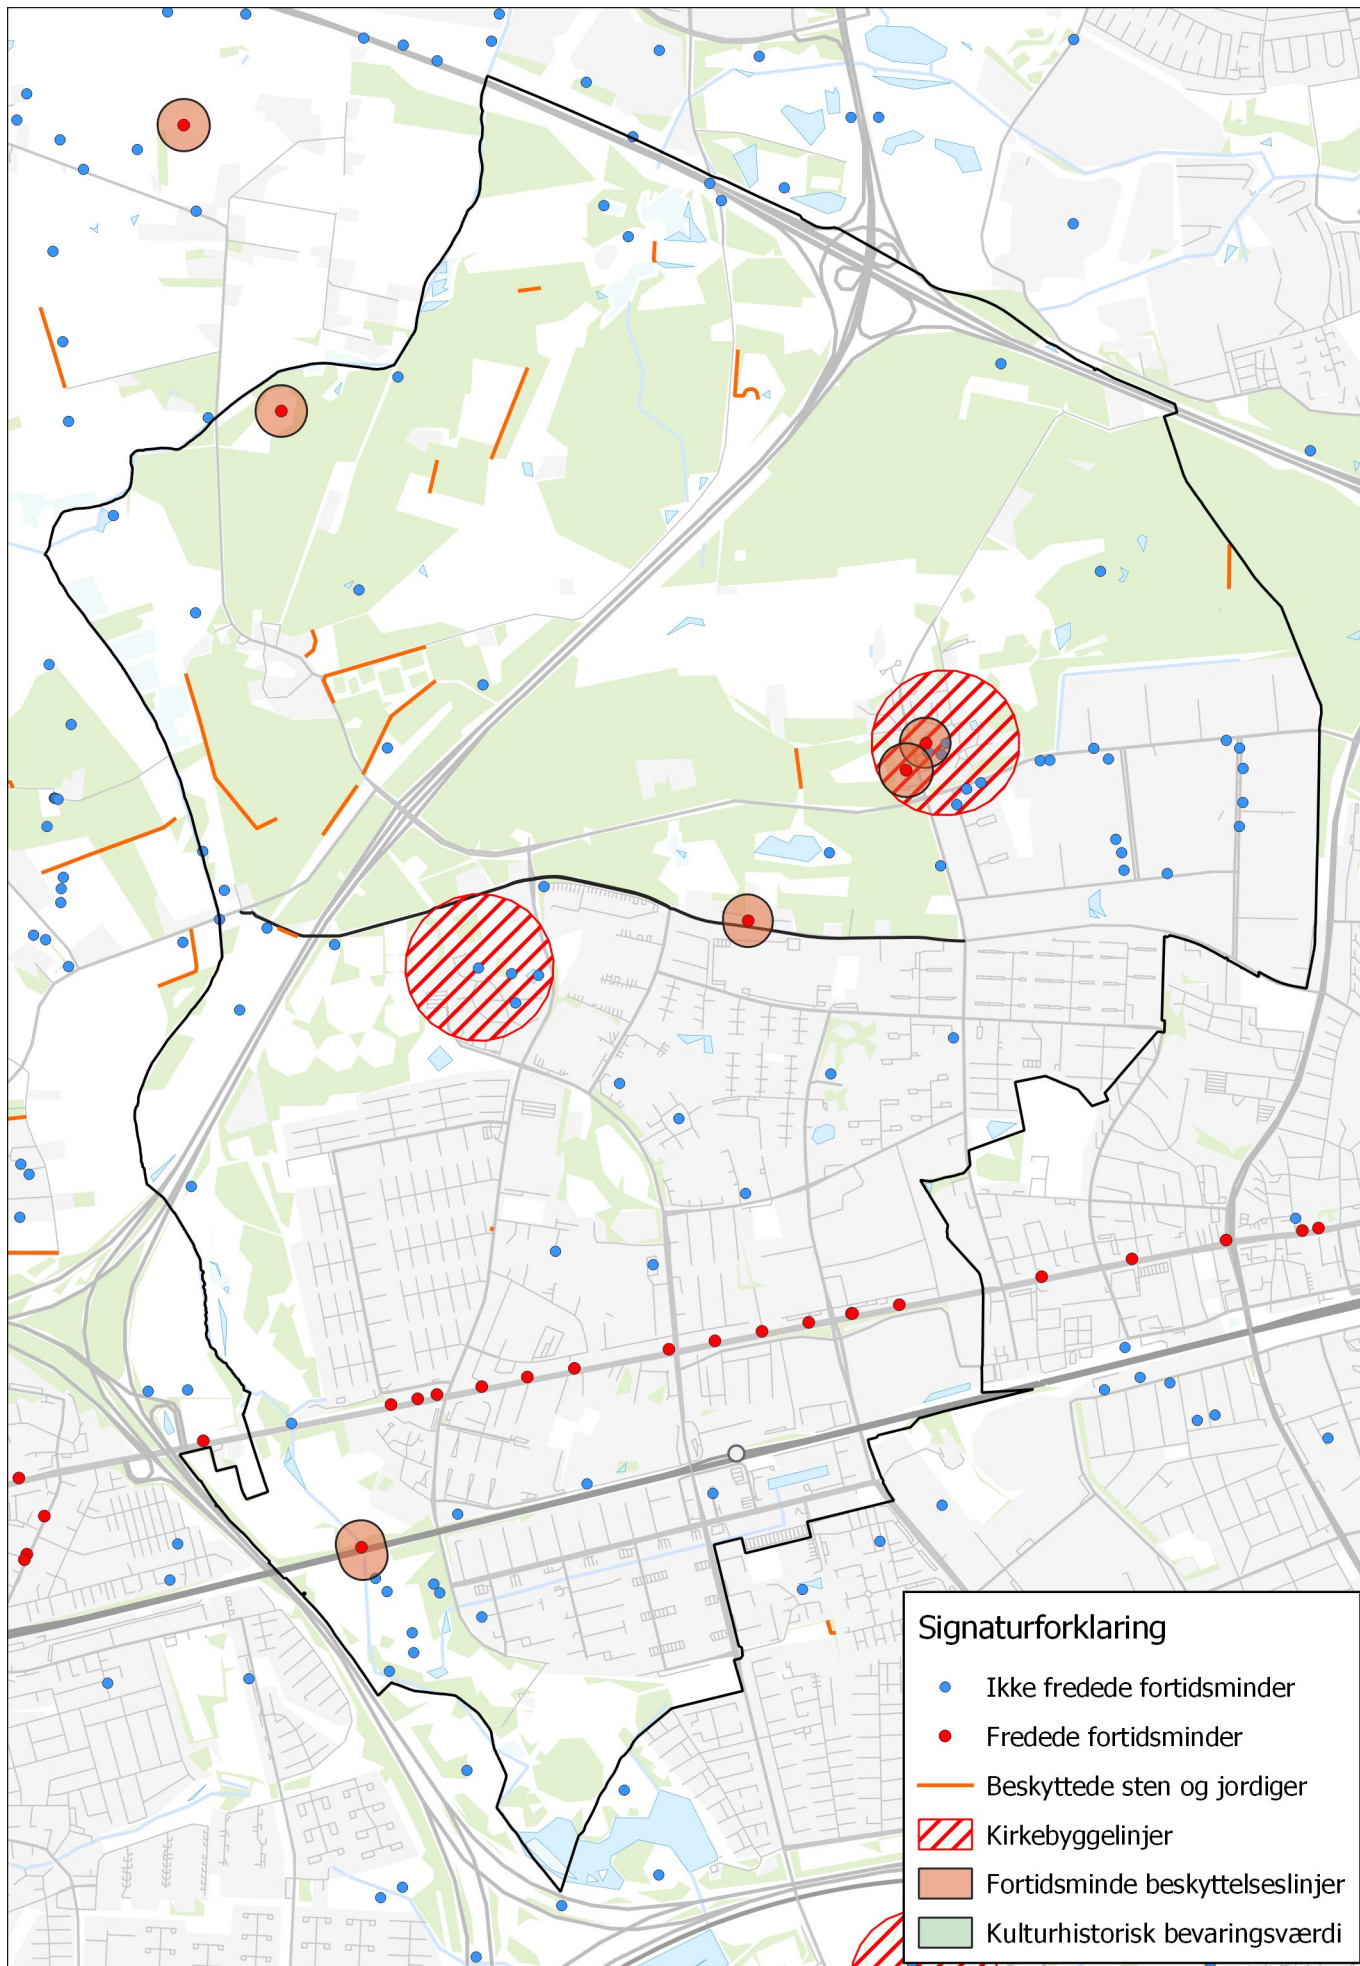 Signaturforklaring
Ikke fredede fortidsminder
Fredede fortidsminder
Beskyttede sten og jordiger
Kirkebyggelinjer
Fortidsminde beskyttelseslinjer
Kulturhistorisk bevaringsværdi